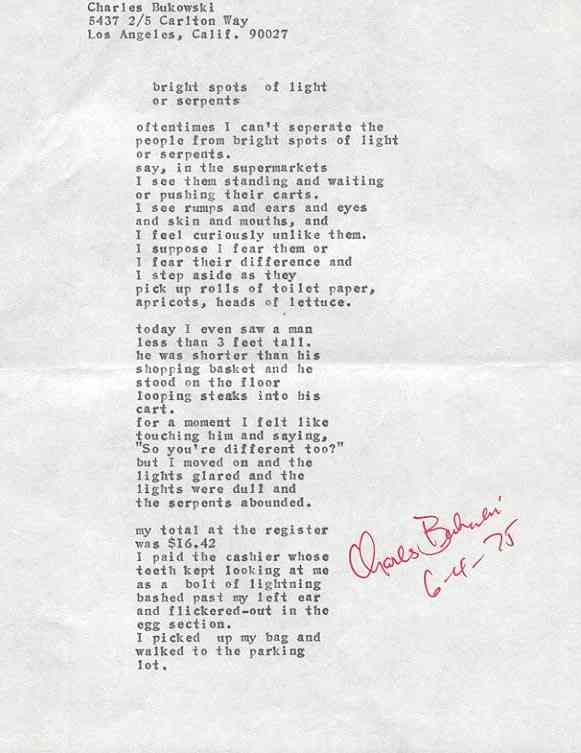 Charles Bukowski
5437 2/5 Carlton Way
Los Angeles, Calif. 90027
bright spots of light
or serpents
oftentimes I can't seperate the
people from bright spots of light
or serpents.
say, in the supermarkets
I see them standing and waiting
or pushing their carts.
I see rumps and ears and eyes
and skin and mouths, and
I feel curiously unlike them.
I suppose I fear them or
I fear their difference and
I step aside as they
pick up rolls of toilet paper,
apricots, heads of lettuce.
today I even saw a man
less than 3 feet tall.
he was shorter than his
shopping basket and he
stood on the floor
looping steaks into his
cart.
for a moment I felt like
touching him and saying,
"So you're different too?"
but I moved on and the
lights glared and the
lights were dull and
the serpents abounded.
my total at the register
was $16.42
I paid the cashier whose
teeth kept looking at me
as a bolt of lightning
bashed past my left ear
and flickered-out in the
egg section.
I picked up my bag and
walked to the parking
lot.
Charles Bukowski
6-4-75